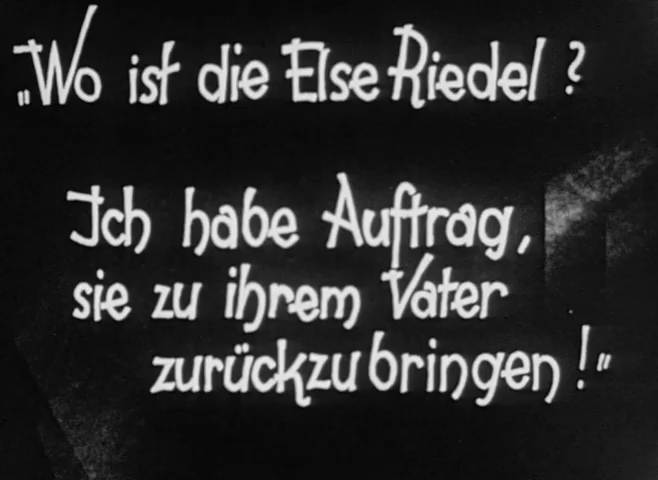 „Wo ist die Else Riedel?
Ich habe Auftrag,
sie zu ihrem Vater
zurückzubringen!"